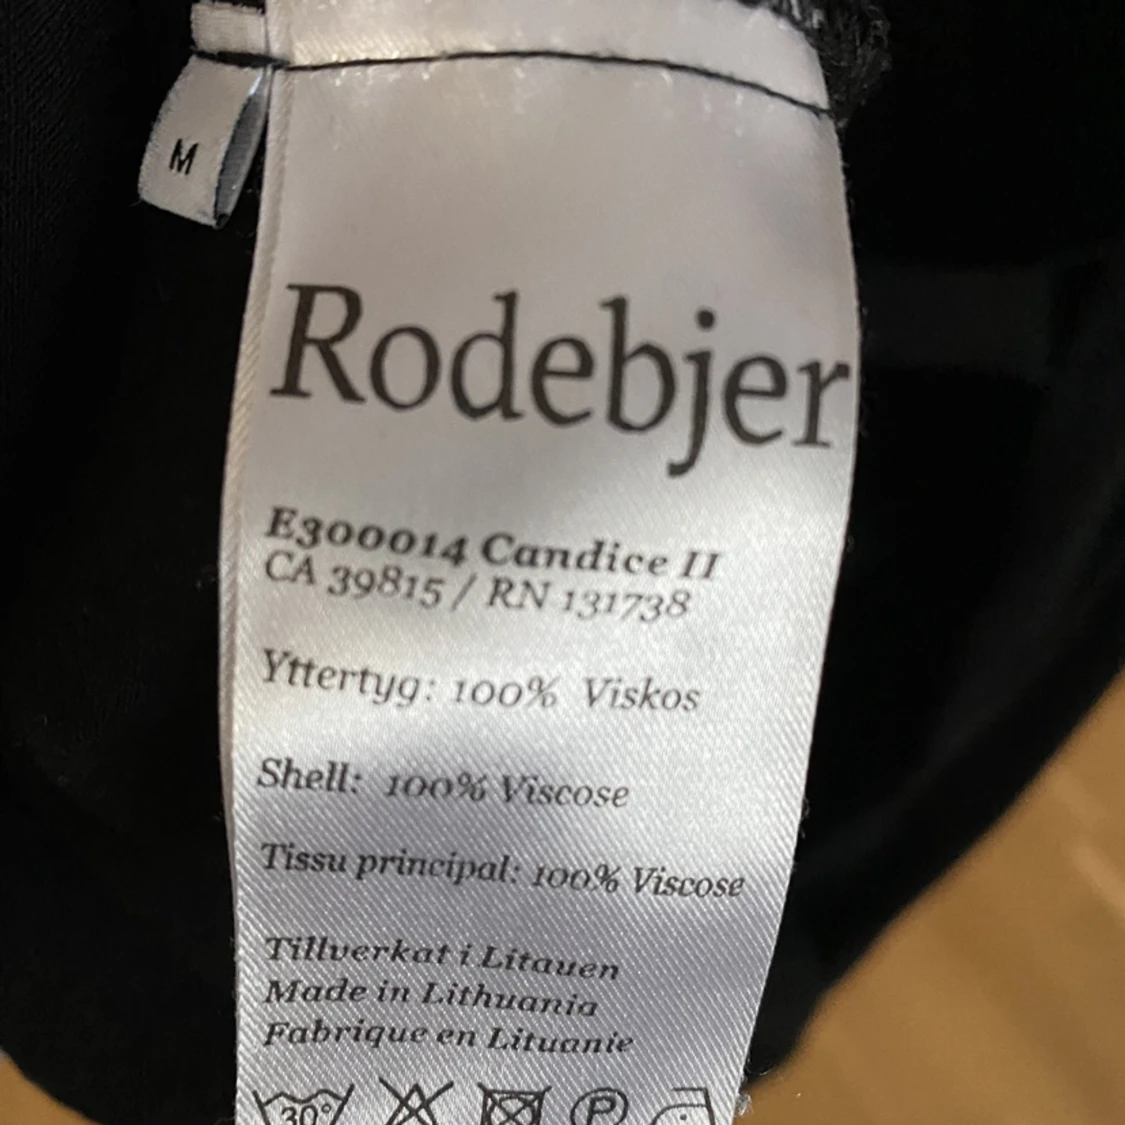 M
Rodebjer
E300014 Candice II
CA 39815 / RN 131738
Yttertyg: 100% Viskos
Shell: 100% Viscose
Tissu principal: 100% Viscose
Tillverkat i Litauen
Made in Lithuania
Fabrique en Lituanie
30° P